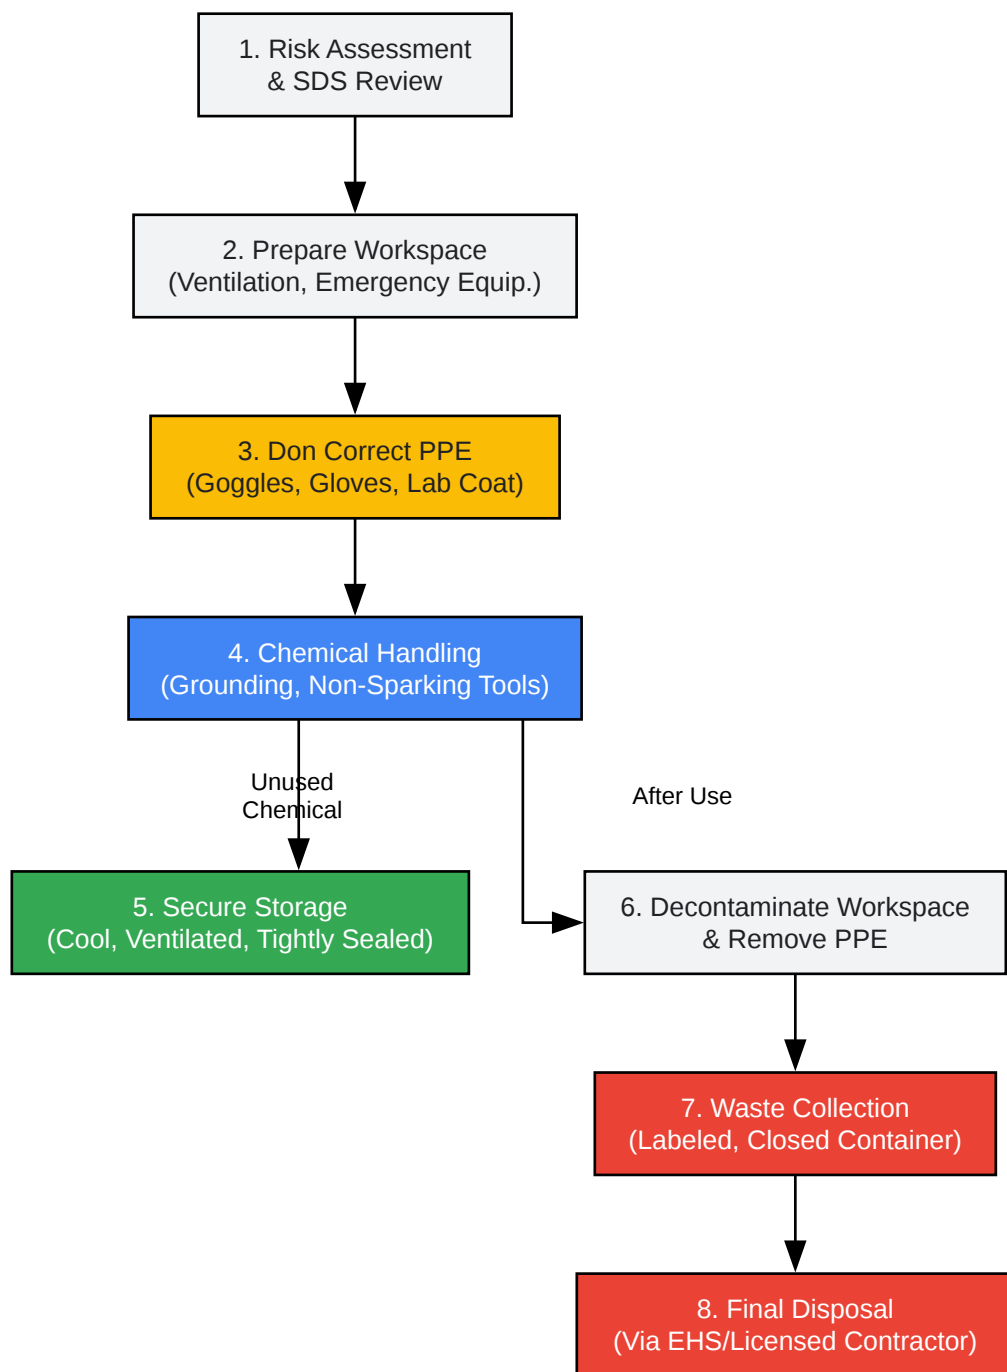 1. Risk Assessment
& SDS Review
2. Prepare Workspace
(Ventilation, Emergency Equip.)
3. Don Correct PPE
(Goggles, Gloves, Lab Coat)
4. Chemical Handling
(Grounding, Non-Sparking Tools)
Unused
Chemical
After Use
5. Secure Storage
(Cool, Ventilated, Tightly Sealed)
6. Decontaminate Workspace
& Remove PPE
7. Waste Collection
(Labeled, Closed Container)
8. Final Disposal
(Via EHS/Licensed Contractor)